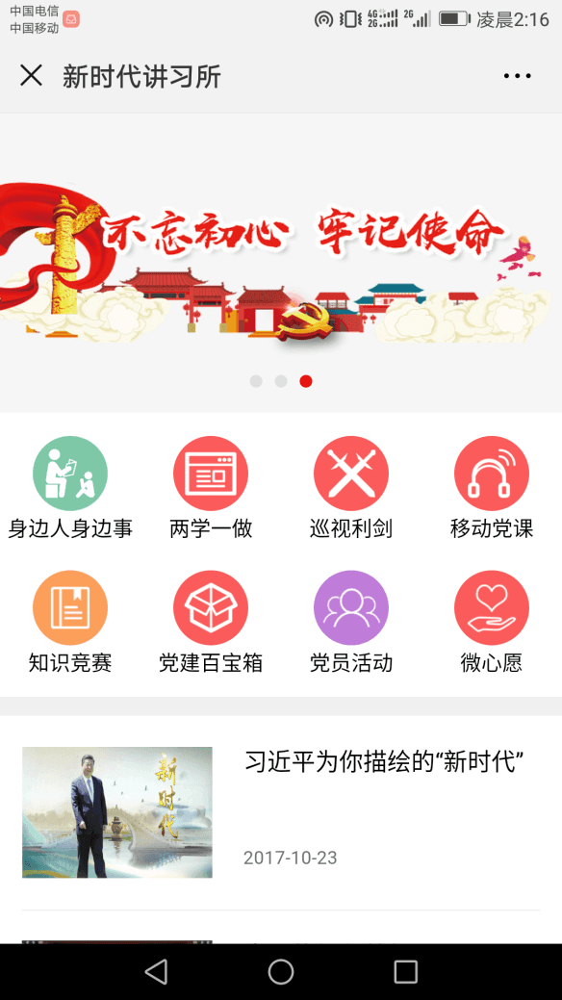 中国电信
中国移动
4G
2G
2G
凌晨2:16
新时代讲习所
不忘初心 牢记使命
身边人身边事
两学一做
巡视利剑
移动党课
知识竞赛
党建百宝箱
党员活动
微心愿
新时代
习近平为你描绘的“新时代”
2017-10-23